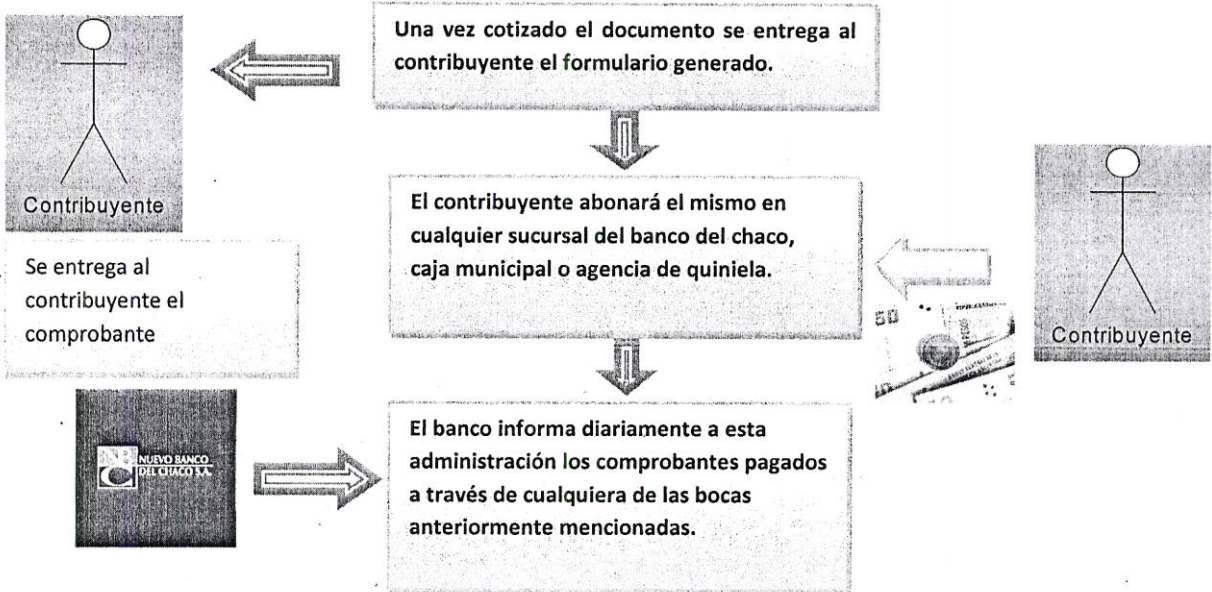 Una vez cotizado el documento se entrega al
contribuyente el formulario generado.
Contribuyente
El contribuyente abonará el mismo en
cualquier sucursal del banco del chaco,
caja municipal o agencia de quiniela.
Contribuyente
Se entrega al
contribuyente el
comprobante
50
NBC
NUEVO BANCO
DEL CHACO S.A.
El banco informa diariamente a esta
administración los comprobantes pagados
a través de cualquiera de las bocas
anteriormente mencionadas.